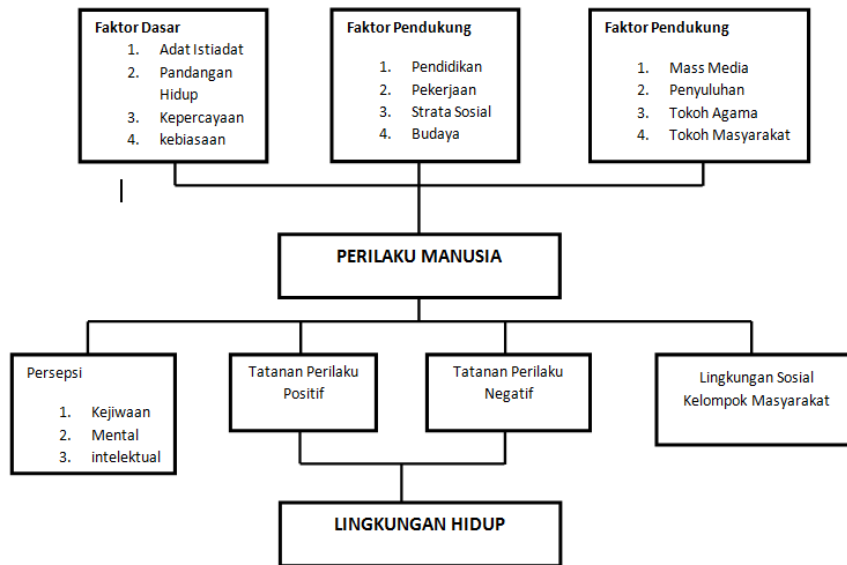 Faktor Dasar
1. Adat Istiadat
2. Pandangan
Hidup
3. Kepercayaan
4. kebiasaan
Faktor Pendukung
1. Pendidikan
2. Pekerjaan
3. Strata Sosial
4. Budaya
Faktor Pendukung
1. Mass Media
2. Penyuluhan
3. Tokoh Agama
4. Tokoh Masyarakat
PERILAKU MANUSIA
Persepsi
1. Kejiwaan
2. Mental
3. intelektual
Tatanan Perilaku
Positif
Tatanan Perilaku
Negatif
Lingkungan Sosial
Kelompok Masyarakat
LINGKUNGAN HIDUP